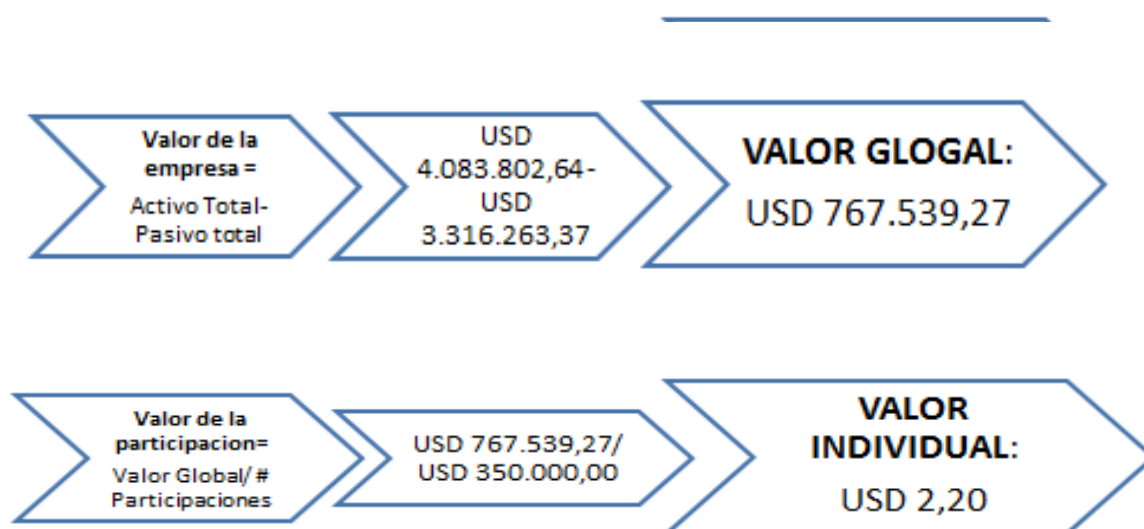 Valor de la
empresa =
Activo Total-
Pasivo total
USD
4.083.802,64-
USD
3.316.263,37
VALOR GLOGAL:
USD 767.539,27
Valor de la
participacion=
Valor Global/ #
Participaciones
USD 767.539,27/
USD 350.000,00
VALOR
INDIVIDUAL:
USD 2,20